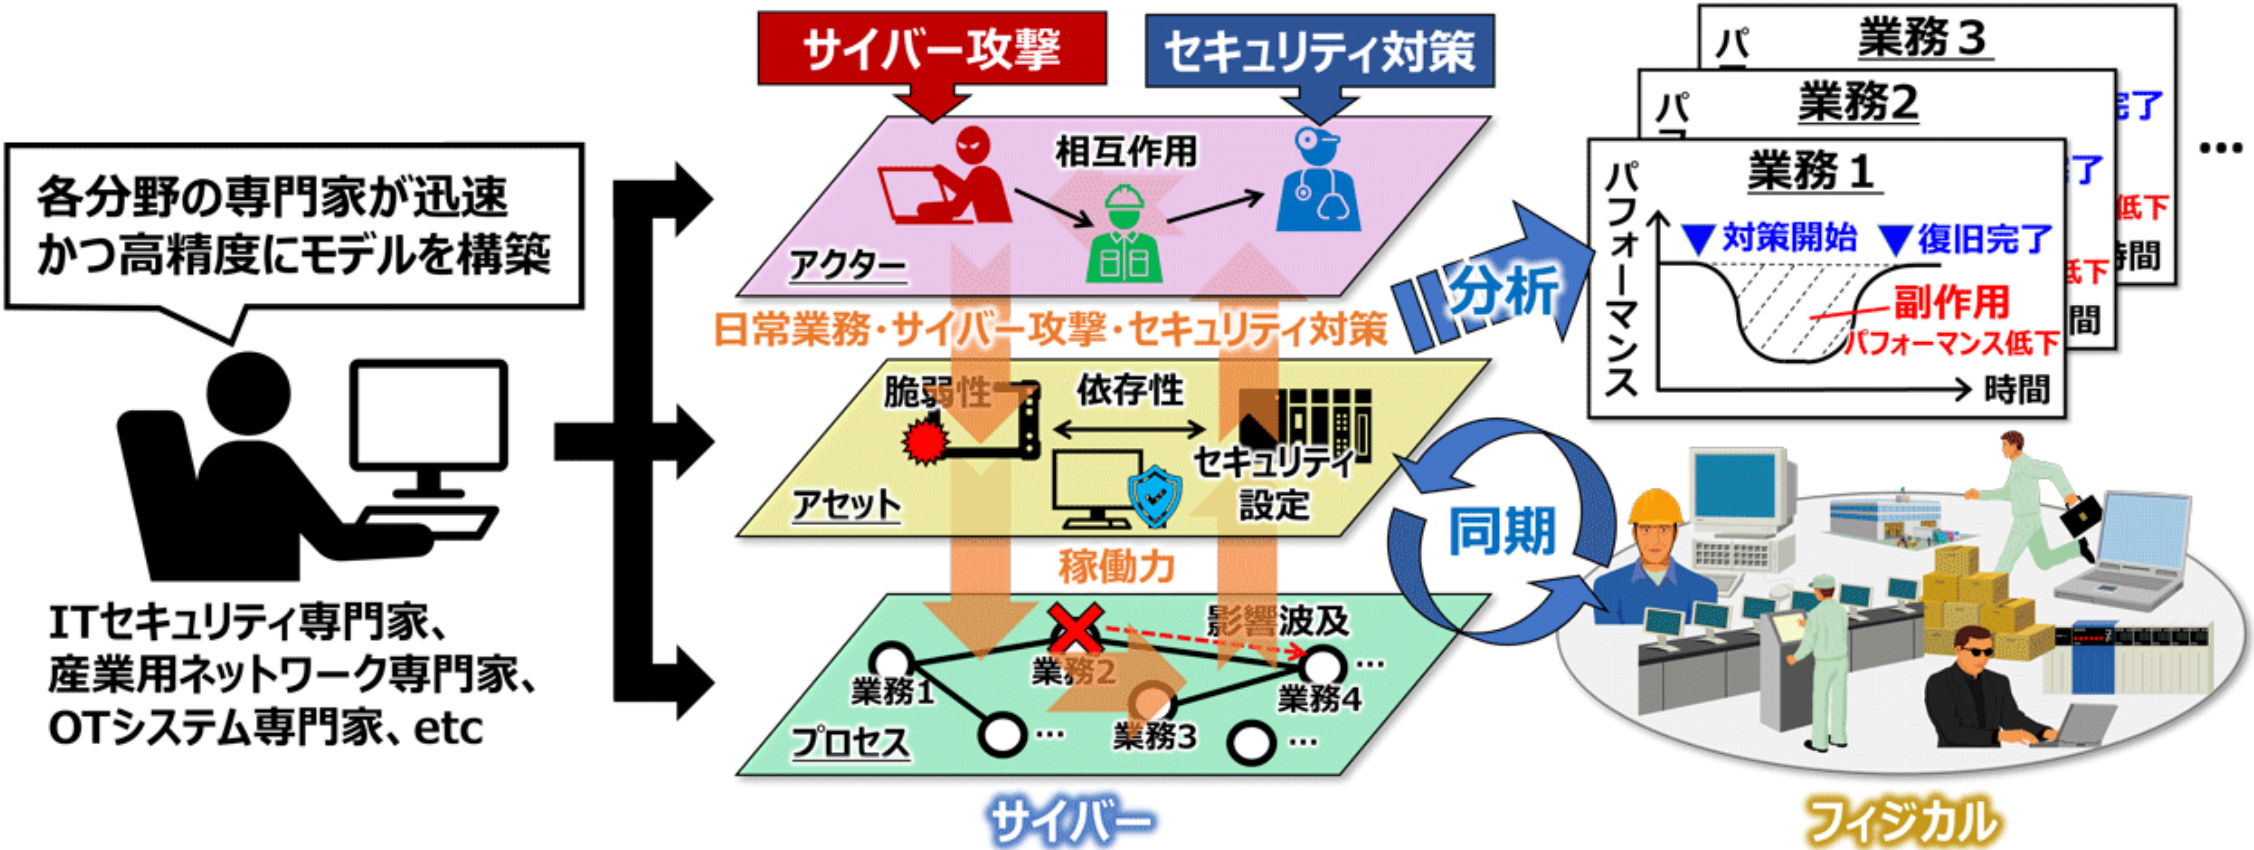 各分野の専門家が迅速
かつ高精度にモデルを構築
ITセキュリティ専門家、
産業用ネットワーク専門家、
OTシステム専門家、etc
サイバー攻撃
セキュリティ対策
相互作用
アクター
日常業務・サイバー攻撃・セキュリティ対策
脆弱性
依存性
セキュリティ
設定
アセット
稼働力
影響波及
業務1
業務2
業務3
業務4
…
…
…
プロセス
サイバー
分析
同期
業務3
パ
完了
低下
時間
業務2
パ
フ
了
低下
間
業務1
パフォーマンス
▼対策開始
▼復旧完了
副作用
パフォーマンス低下
時間
…
フィジカル